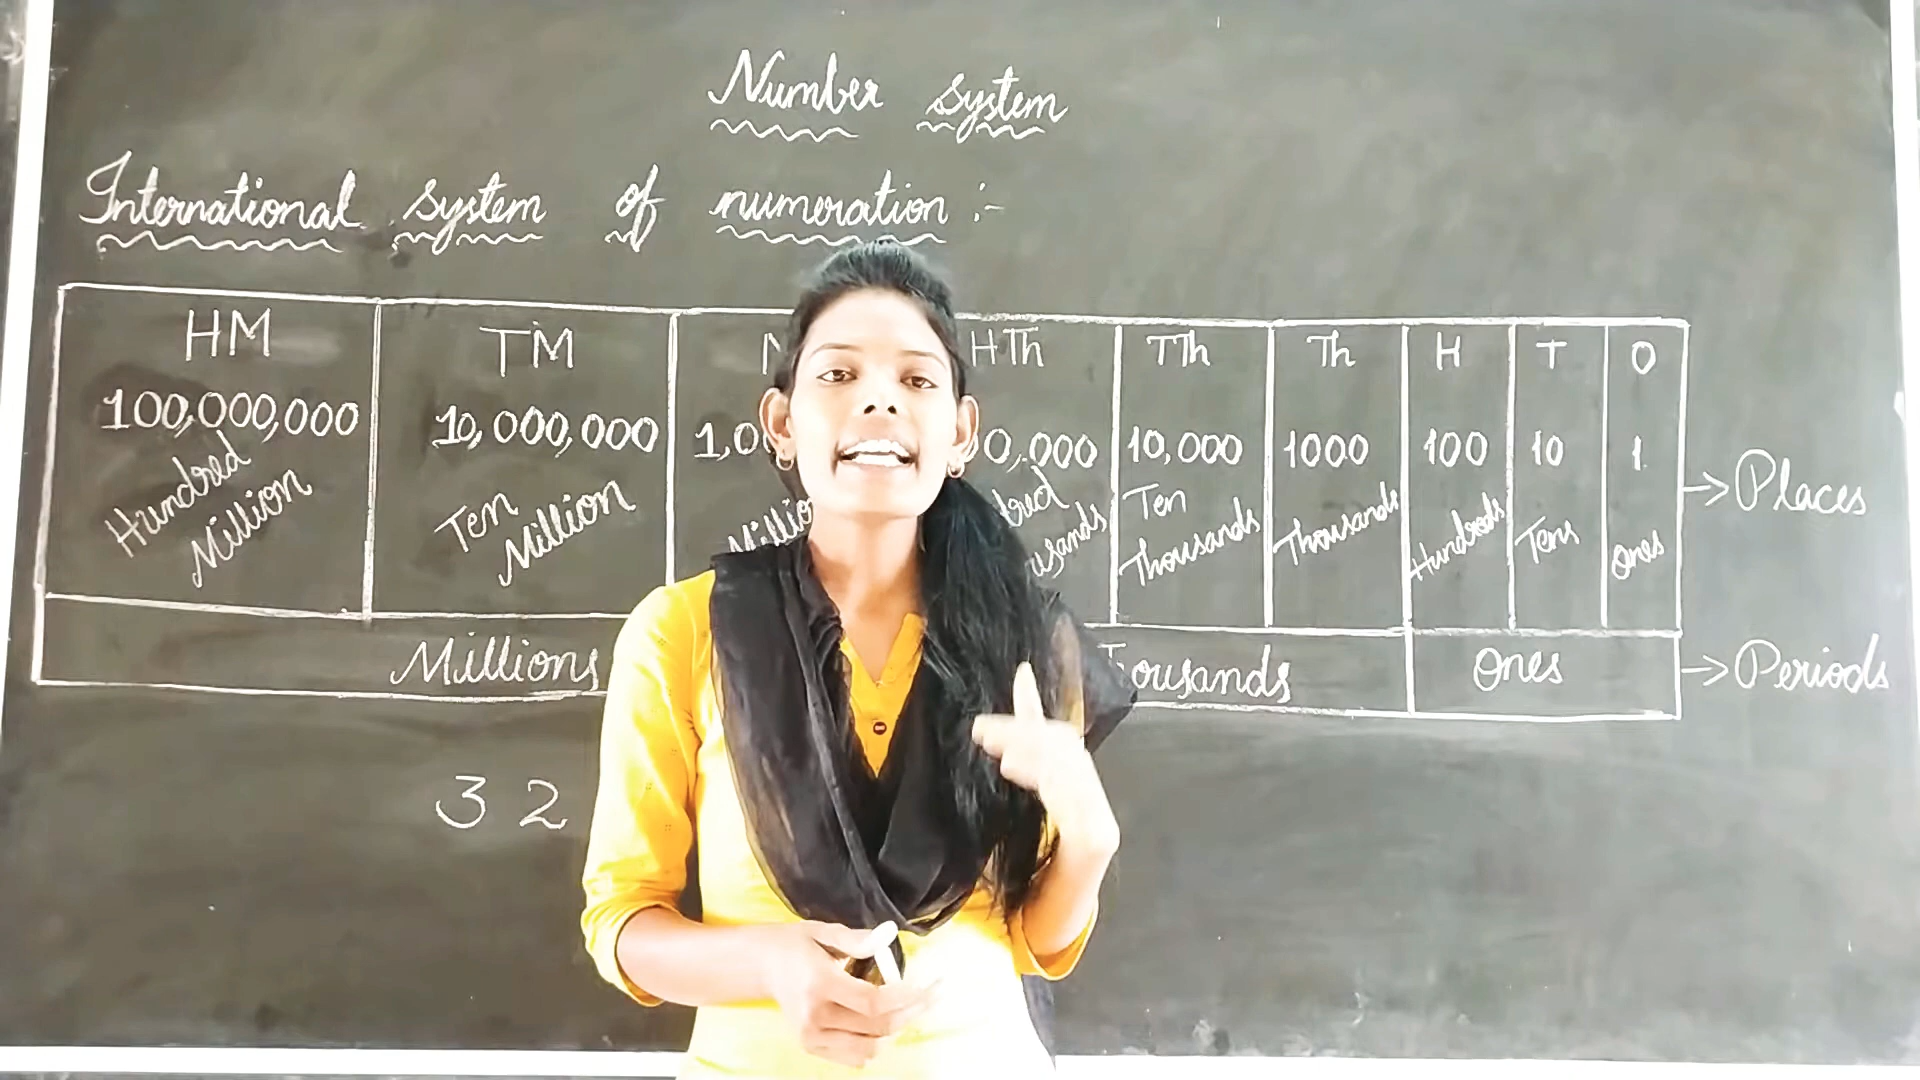 Number system
International system of numeration :-
HM TM HTh TTh Th H T O
100,000,000 10,000,000 10,000 1000 100 10 1
Hundred Million Ten Million Ten Thousands Thousands Hundreds Tens Ones
→ Places
Millions Ones → Periods
3 2